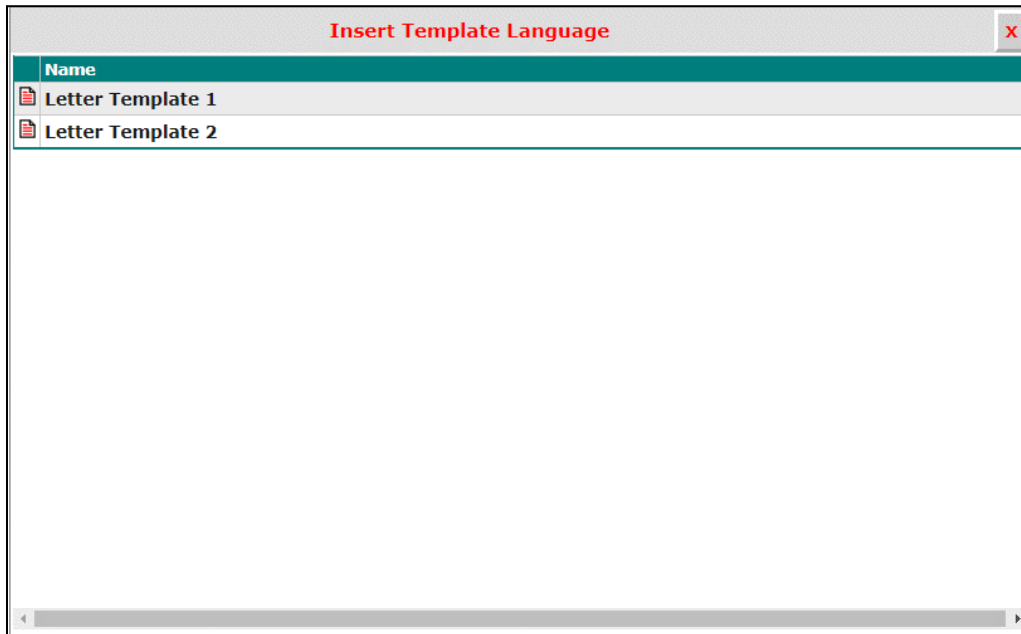 Insert Template Language
X
Name
Letter Template 1
Letter Template 2